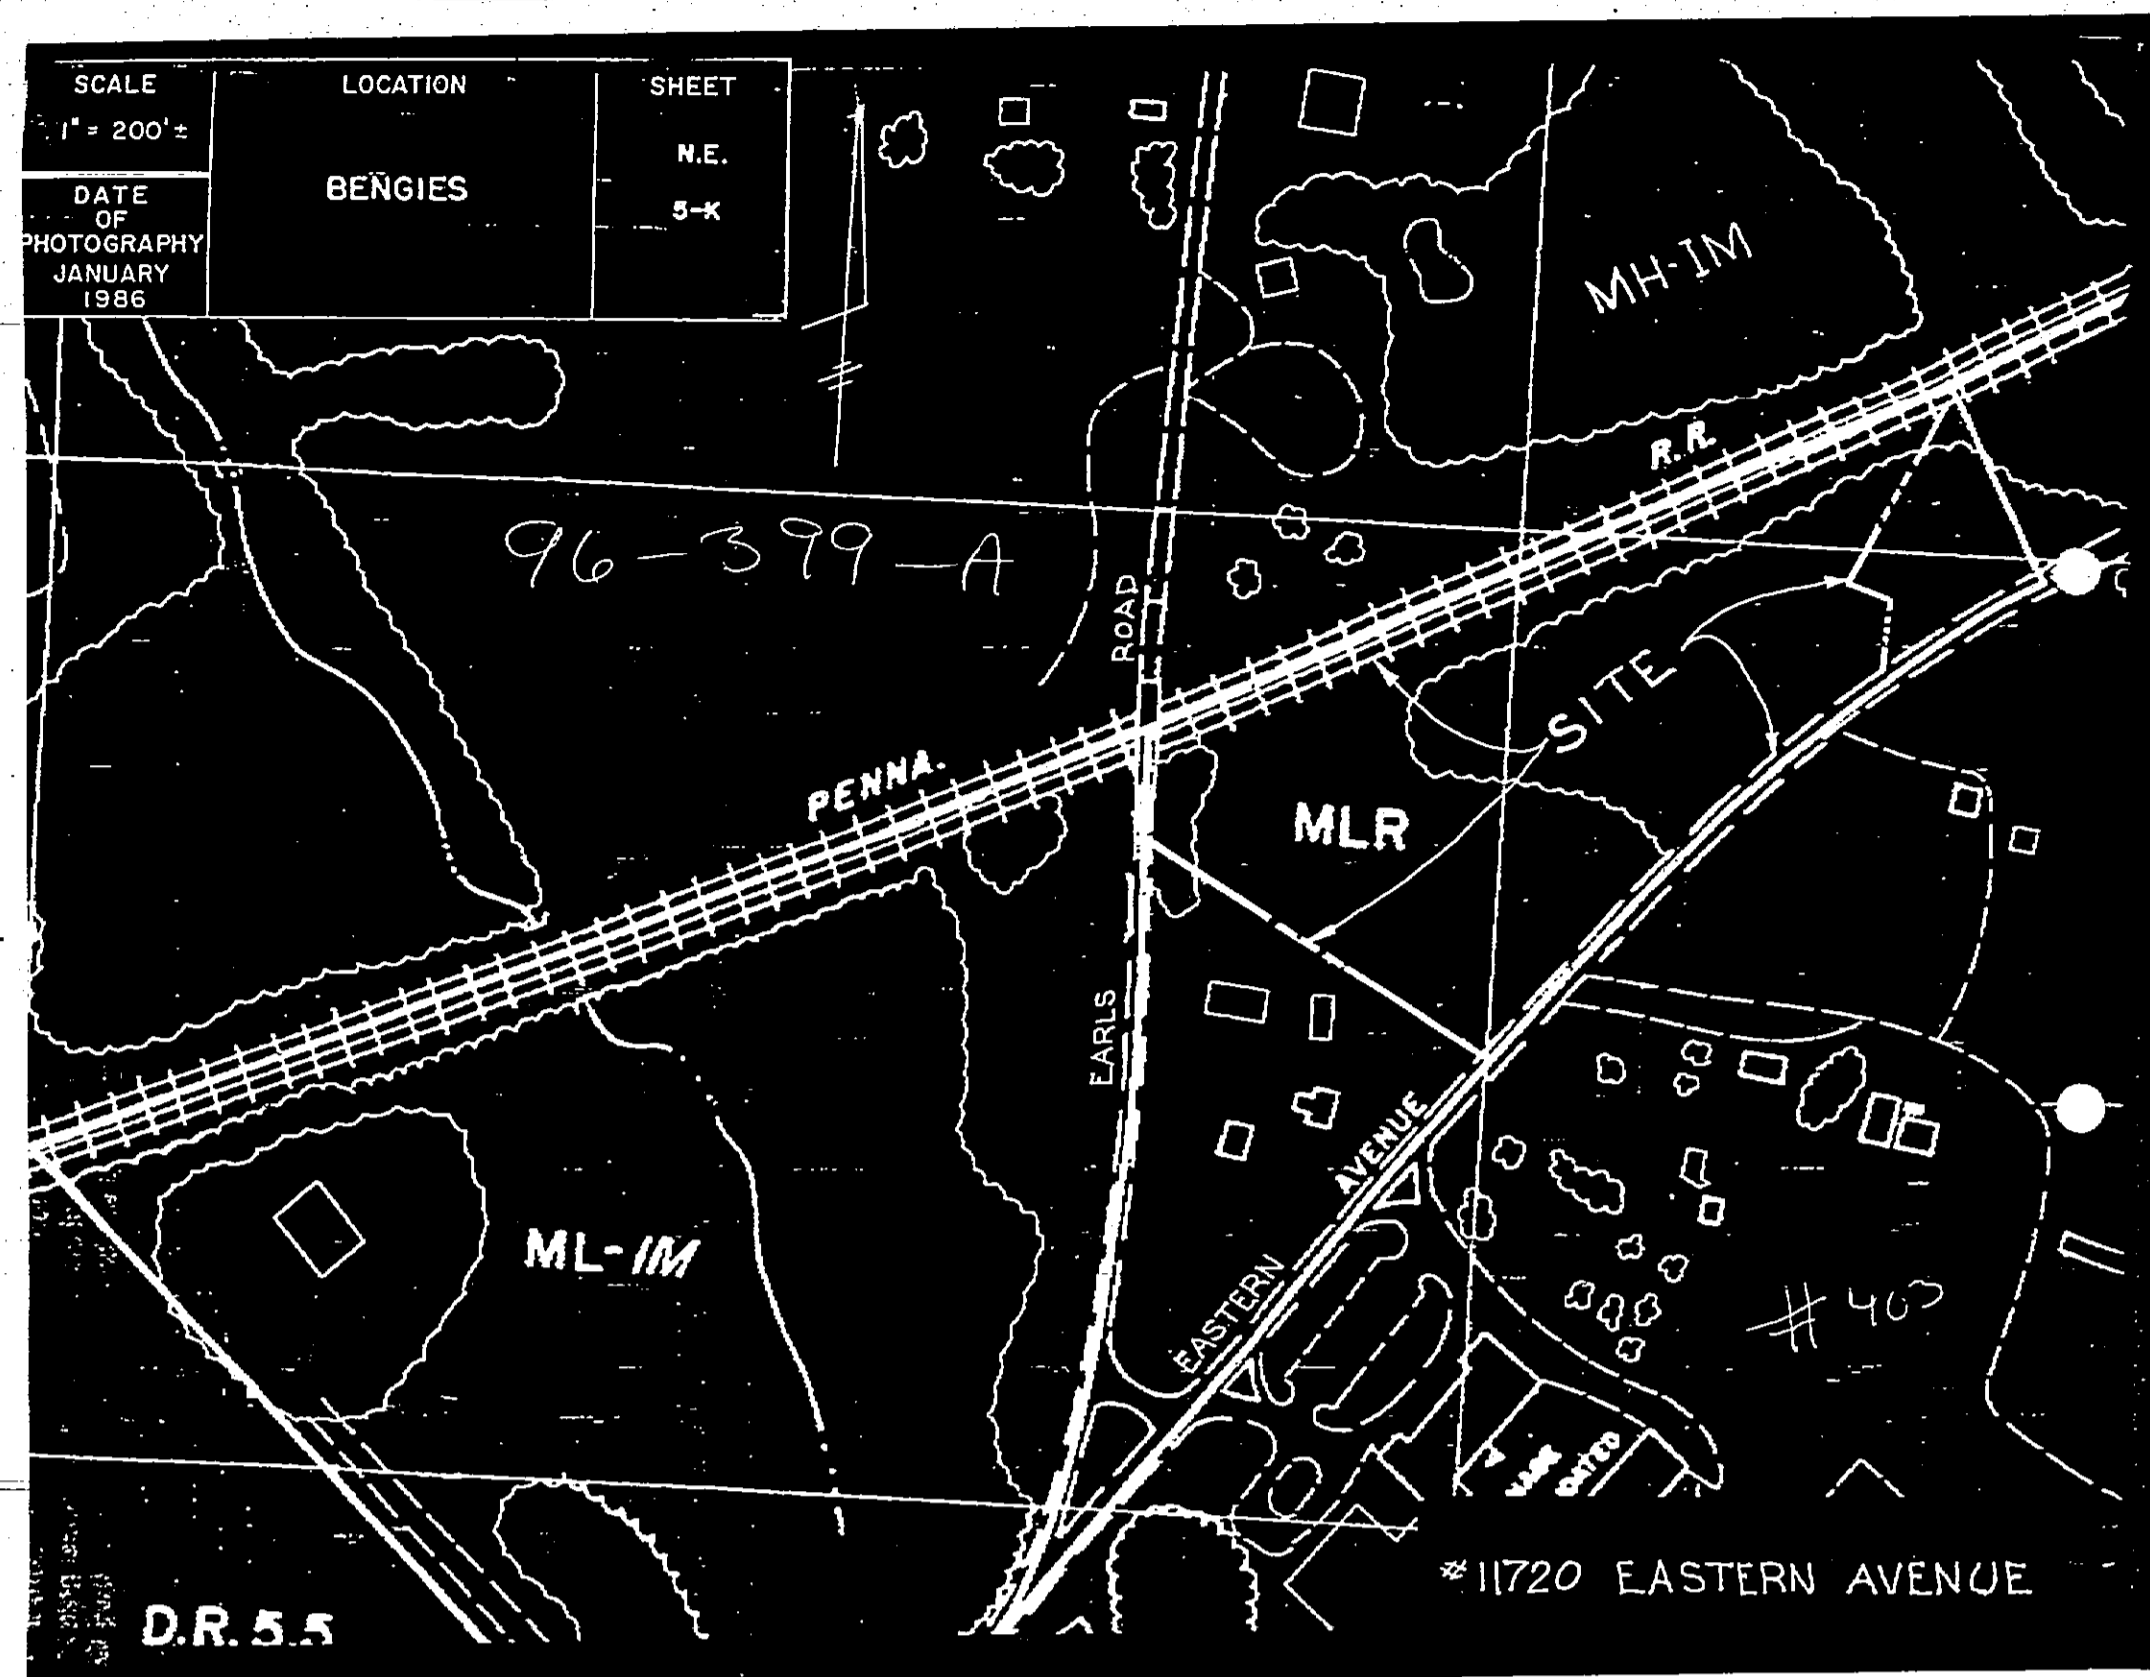 SCALE
1" = 200'±
DATE
OF
PHOTOGRAPHY
JANUARY
1986
LOCATION
BENGIES
SHEET
N.E.
5-K
MH-IM
R.R.
96-399-A
ROAD
SITE
PENNA.
MLR
EARLS
AVENUE
ML-IM
EASTERN
# 403
#11720 EASTERN AVENUE
D.R. 5.5